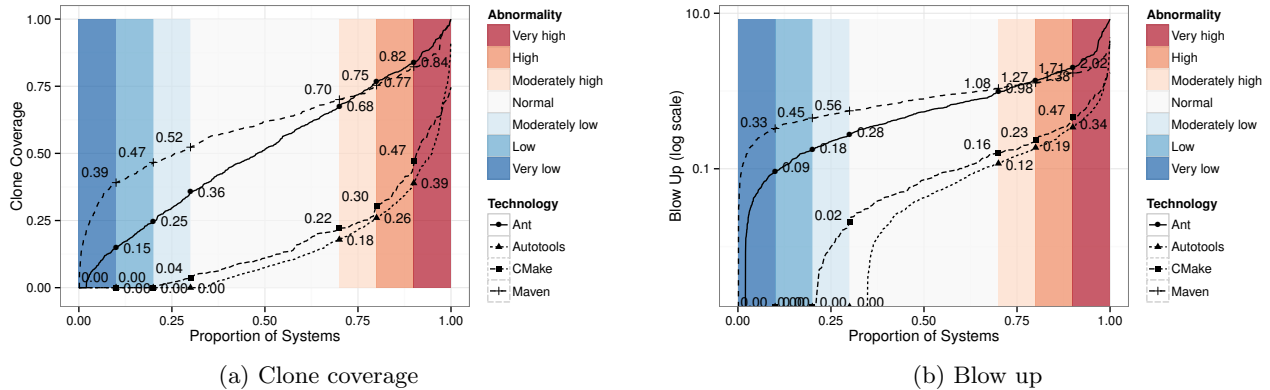 1.00
0.75
0.50
0.25
0.00
Clone Coverage
0.39
0.47
0.52
0.70
0.75
0.82
0.84
0.77
0.68
0.36
0.25
0.15
0.47
0.39
0.30
0.26
0.22
0.18
0.04
0.00
0.00
0.00
0.00
0.00
0.00 0.25 0.50 0.75 1.00
Proportion of Systems
Abnormality
Very high
High
Moderately high
Normal
Moderately low
Low
Very low
Technology
Ant
Autotools
CMake
Maven
(a) Clone coverage
10.0
0.1
Blow Up (log scale)
0.33
0.45
0.56
1.08
1.27
1.71
2.02
1.38
0.98
0.28
0.18
0.09
0.47
0.34
0.23
0.19
0.16
0.12
0.02
0.00
0.00
0.00
0.00
0.00 0.25 0.50 0.75 1.00
Proportion of Systems
Abnormality
Very high
High
Moderately high
Normal
Moderately low
Low
Very low
Technology
Ant
Autotools
CMake
Maven
(b) Blow up